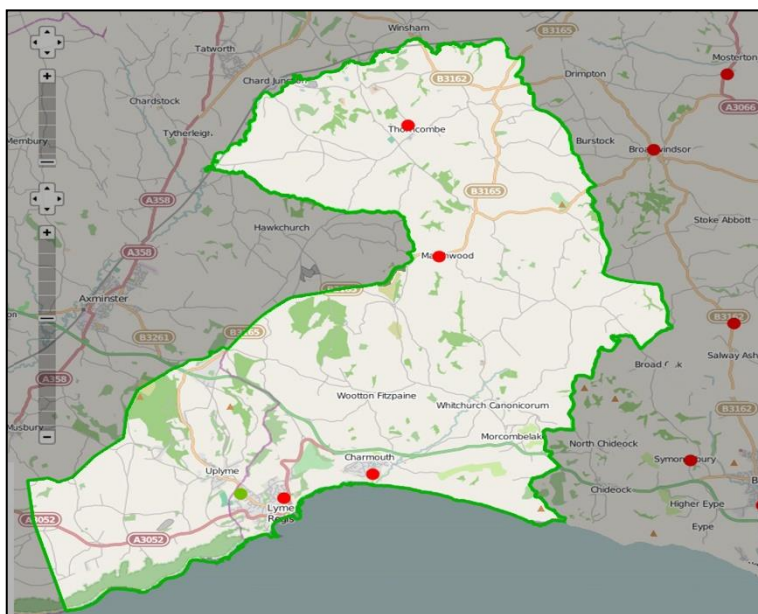 Winsham
B3165
Tatworth
Mosterton
Chard Junction
B3162
Drimpton
Chardstock
A3066
Tytherleigh
Thorncombe
Membury
Burstock
Broadwindsor
B3165
A358
Stoke Abbott
Hawkchurch
A358
Marshwood
Axminster
B3165
B3162
B3261
Salway Ash
A358
Broad Oak
Wootton Fitzpaine
Whitchurch Canonicorum
B3162
Musbury
Morcombelake
North Chideock
Charmouth
Symondsbury
Uplyme
Chideock
Lyme
Regis
Higher Eype
Eype
A3052
A3052